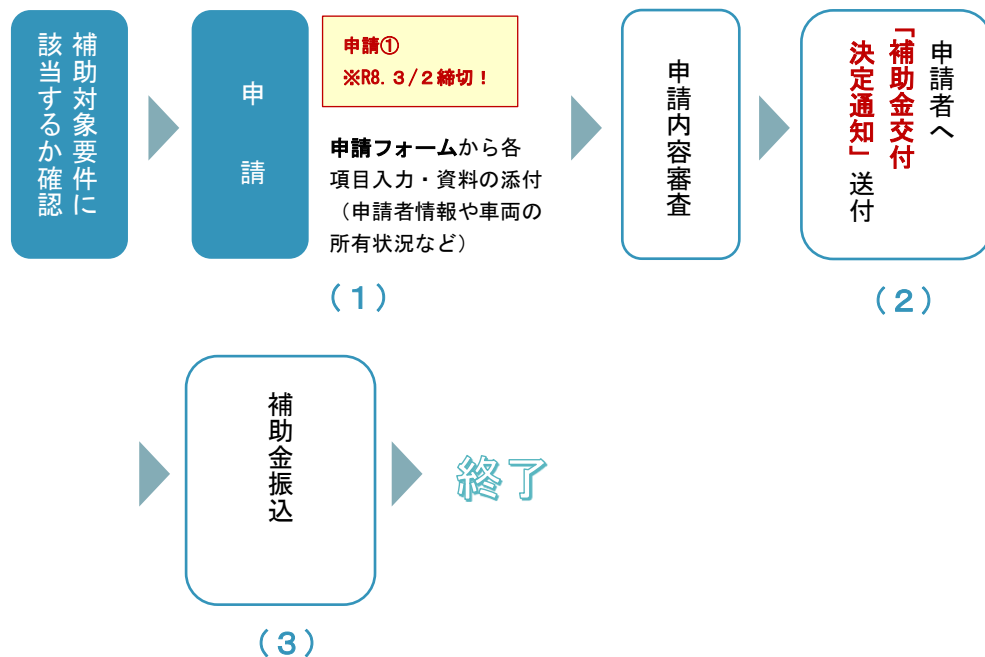 補助対象要件に
該当するか確認
申請
申請①
※R8. 3/2締切！
申請フォームから各
項目入力・資料の添付
（申請者情報や車両の
所有状況など）
（1）
申請内容審査
申請者へ
「補助金交付
決定通知」送付
（2）
補助金振込
（3）
終了